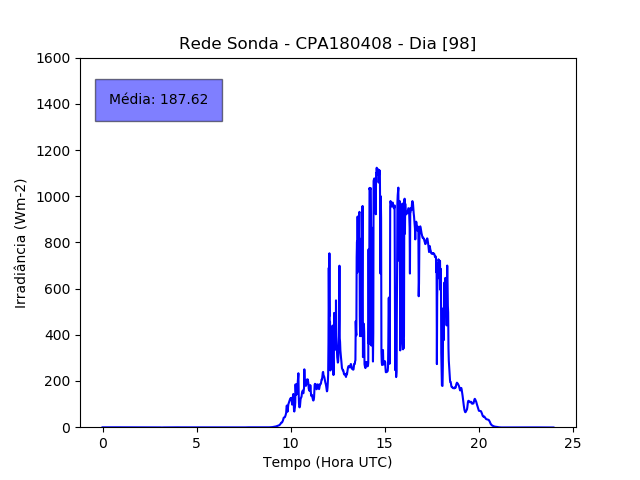 Rede Sonda - CPA180408 - Dia [98]
1600
1400
1200
1000
800
600
400
200
0
Média: 187.62
Irradiância (Wm-2)
0 5 10 15 20 25
Tempo (Hora UTC)